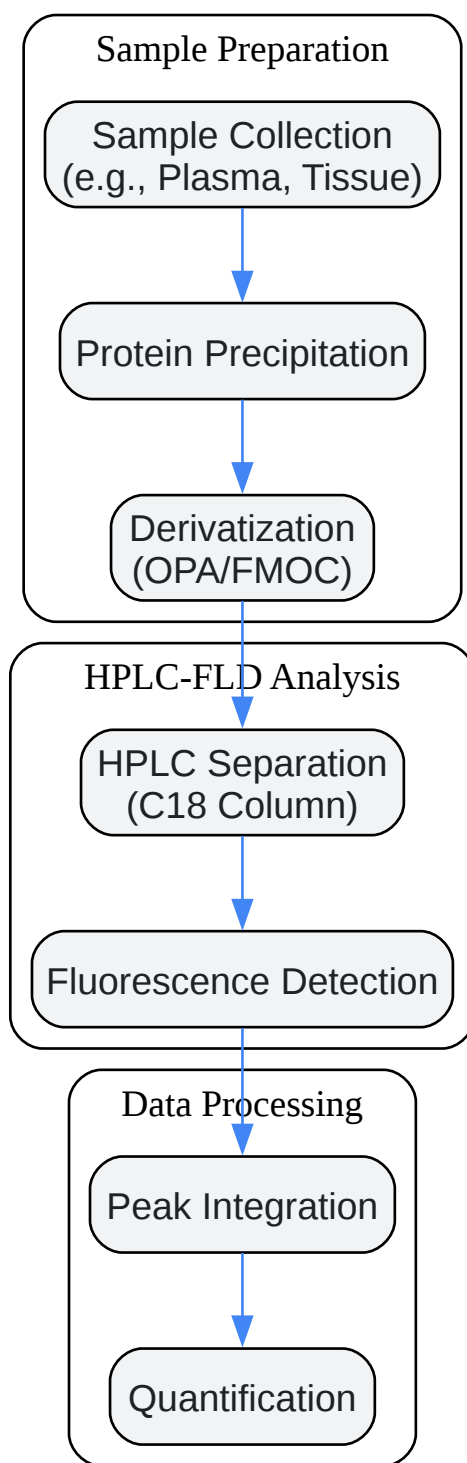 Sample Preparation
Sample Collection
(e.g., Plasma, Tissue)
Protein Precipitation
Derivatization
(OPA/FMOC)
HPLC-FLD Analysis
HPLC Separation
(C18 Column)
Fluorescence Detection
Data Processing
Peak Integration
Quantification